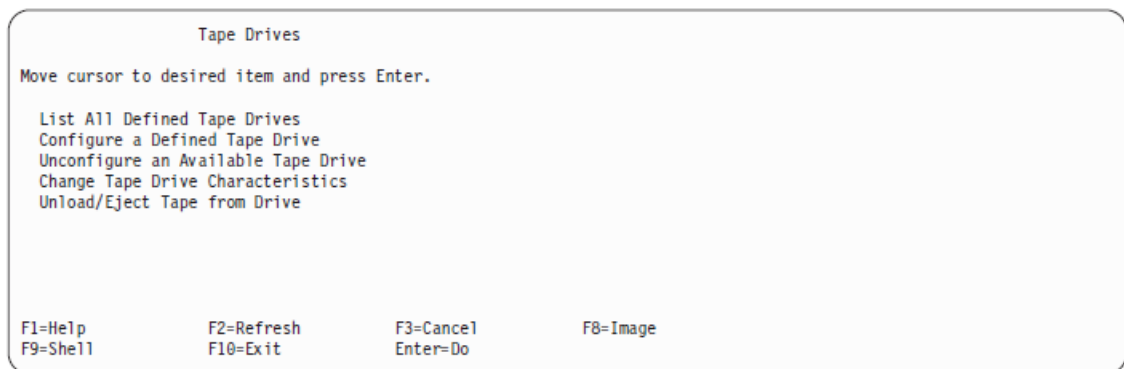 Tape Drives
Move cursor to desired item and press Enter.
List All Defined Tape Drives
Configure a Defined Tape Drive
Unconfigure an Available Tape Drive
Change Tape Drive Characteristics
Unload/Eject Tape from Drive
F1=Help F2=Refresh F3=Cancel F8=Image
F9=Shell F10=Exit Enter=Do